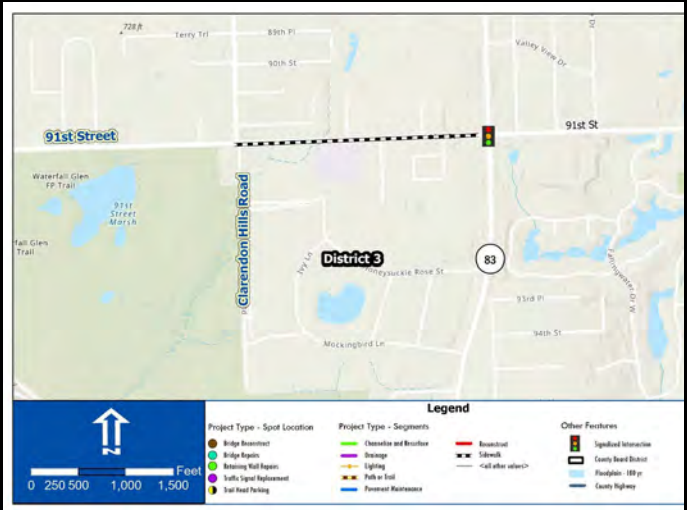 728 ft
Terry Trl
89th Pl
90th St
Valley View Dr
91st Street
91st St
Waterfall Glen
FP Trail
91st
Street
Marsh
fall Glen
Trail
Clarendon Hills Road
Ivy Ln
District 3
Honeysuckle Rose St
83
Fallingwater Dr W
93rd Pl
94th St
Mockingbird Ln
Legend
Project Type - Spot Location
Bridge Reconstruct
Bridge Repairs
Retaining Wall Repairs
Traffic Signal Replacement
Trail Head Parking
Project Type - Segments
Channelize and Resurface
Drainage
Lighting
Path or Trail
Pavement Maintenance
Reconstruct
Sidewalk
<all other values>
Other Features
Signalized Intersection
County Board District
Floodplain - 100 yr
County Highway
N
0 250 500 1,000 1,500
Feet